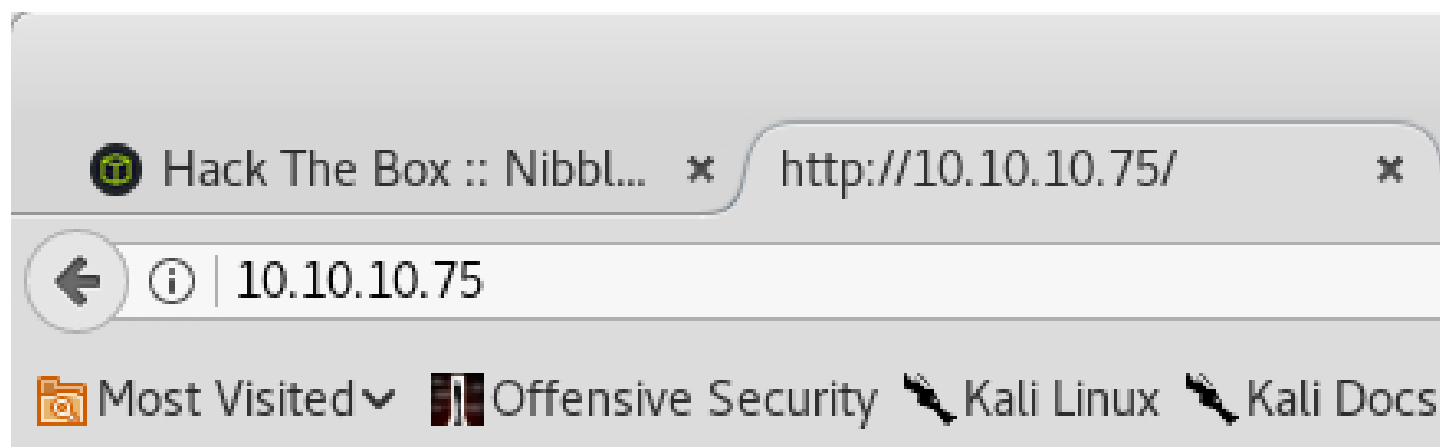 Hack The Box :: Nibbl... http://10.10.10.75/
10.10.10.75
Most Visited Offensive Security Kali Linux Kali Docs